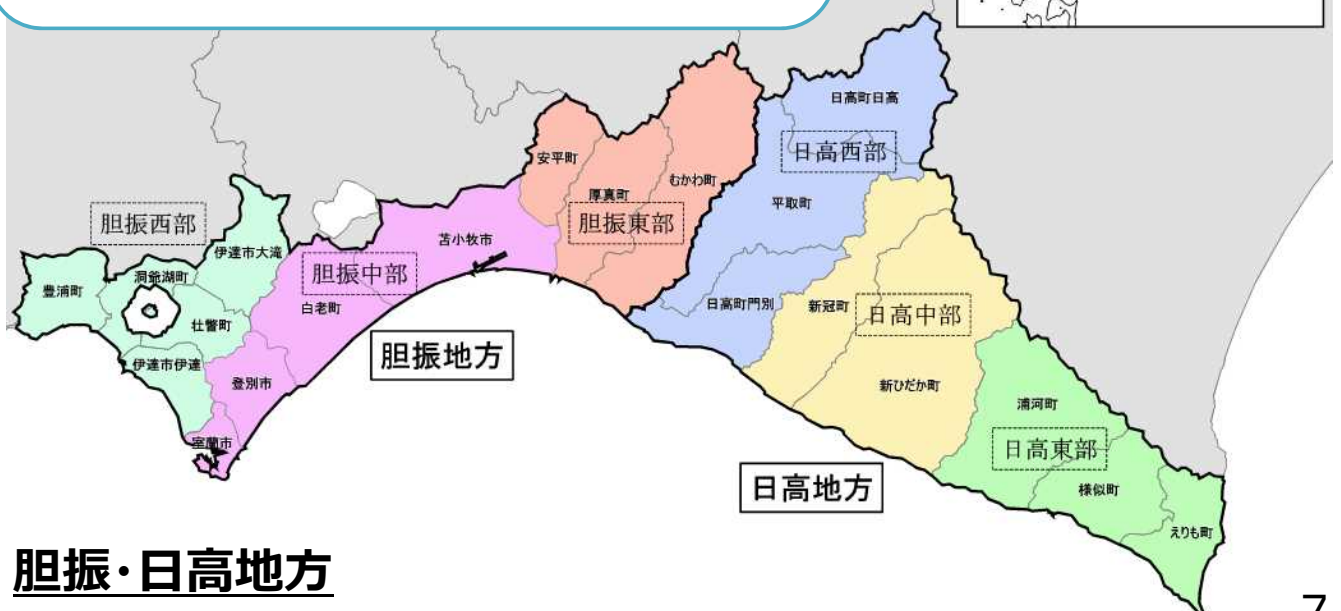 日高町日高
安平町
日高西部
むかわ町
厚真町
平取町
胆振西部
胆振東部
苫小牧市
伊達市大滝
洞爺湖町
胆振中部
豊浦町
白老町
日高町門別
新冠町
日高中部
壮瞥町
胆振地方
伊達市伊達
登別市
新ひだか町
浦河町
室蘭市
日高東部
日高地方
様似町
えりも町
胆振・日高地方
7